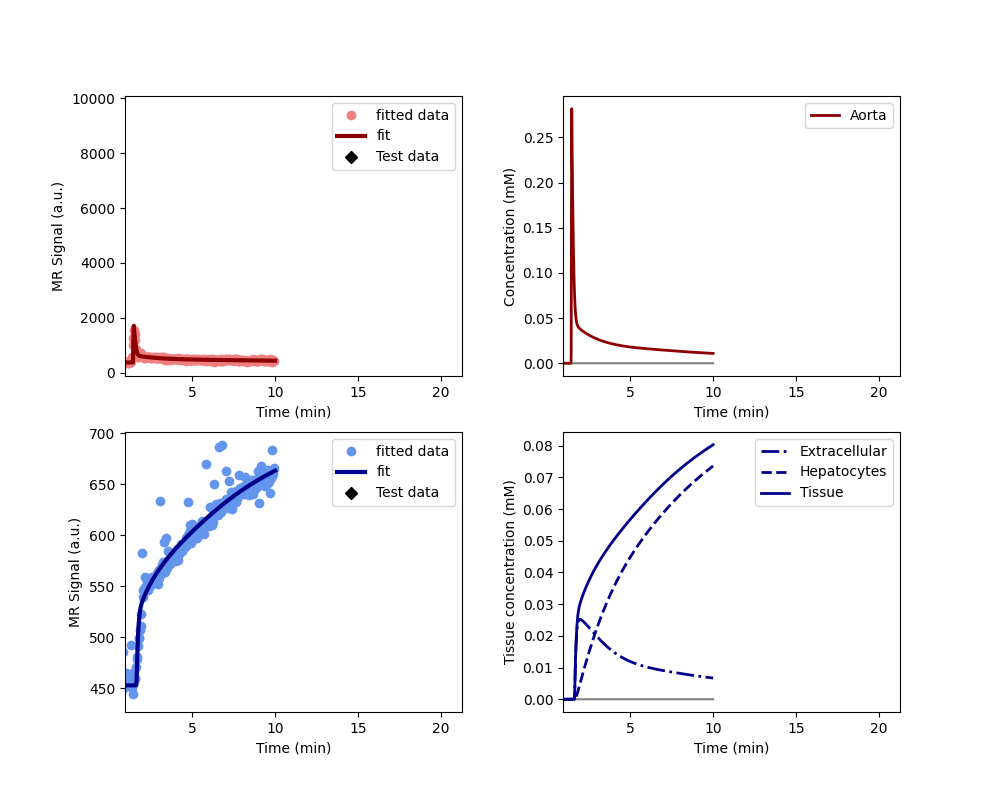 10000
8000
6000
4000
2000
0
MR Signal (a.u.)
fitted data
fit
Test data
5 10 15 20
Time (min)
0.25
0.20
0.15
0.10
0.05
0.00
Concentration (mM)
Aorta
5 10 15 20
Time (min)
700
650
600
550
500
450
MR Signal (a.u.)
fitted data
fit
Test data
5 10 15 20
Time (min)
0.08
0.07
0.06
0.05
0.04
0.03
0.02
0.01
0.00
Tissue concentration (mM)
Extracellular
Hepatocytes
Tissue
5 10 15 20
Time (min)